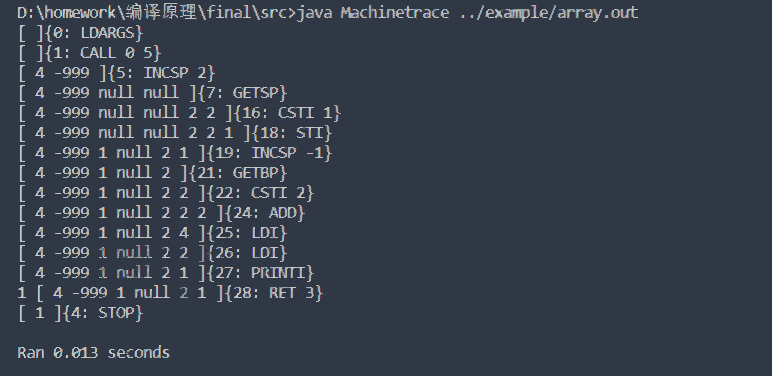 D:\homework\编译原理\final\src>java Machinetrace ../example/array.out
[ ]{0: LDARGS}
[ ]{1: CALL 0 5}
[ 4 -999 ]{5: INCSP 2}
[ 4 -999 null null ]{7: GETSP}
[ 4 -999 null null 2 2 ]{16: CSTI 1}
[ 4 -999 null null 2 2 1 ]{18: STI}
[ 4 -999 1 null 2 1 ]{19: INCSP -1}
[ 4 -999 1 null 2 ]{21: GETBP}
[ 4 -999 1 null 2 2 ]{22: CSTI 2}
[ 4 -999 1 null 2 2 2 ]{24: ADD}
[ 4 -999 1 null 2 4 ]{25: LDI}
[ 4 -999 1 null 2 2 ]{26: LDI}
[ 4 -999 1 null 2 1 ]{27: PRINTI}
1 [ 4 -999 1 null 2 1 ]{28: RET 3}
[ 1 ]{4: STOP}
Ran 0.013 seconds